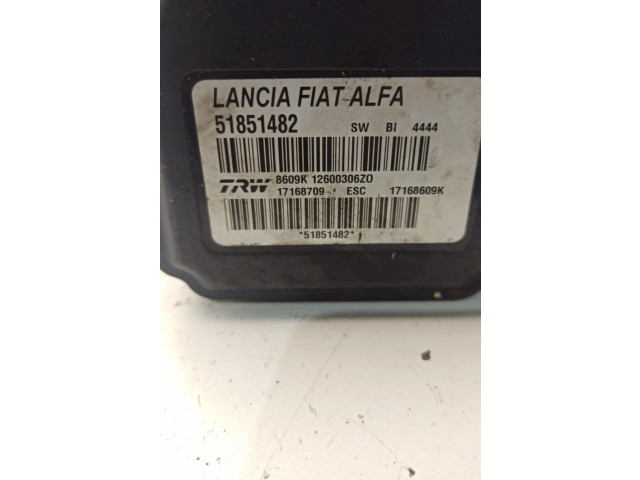 LANCIA FIAT ALFA
51851482 SW BI 4444
TRW 8609K 12600306ZO
17168709 - ESC 17168609K
*51851482*